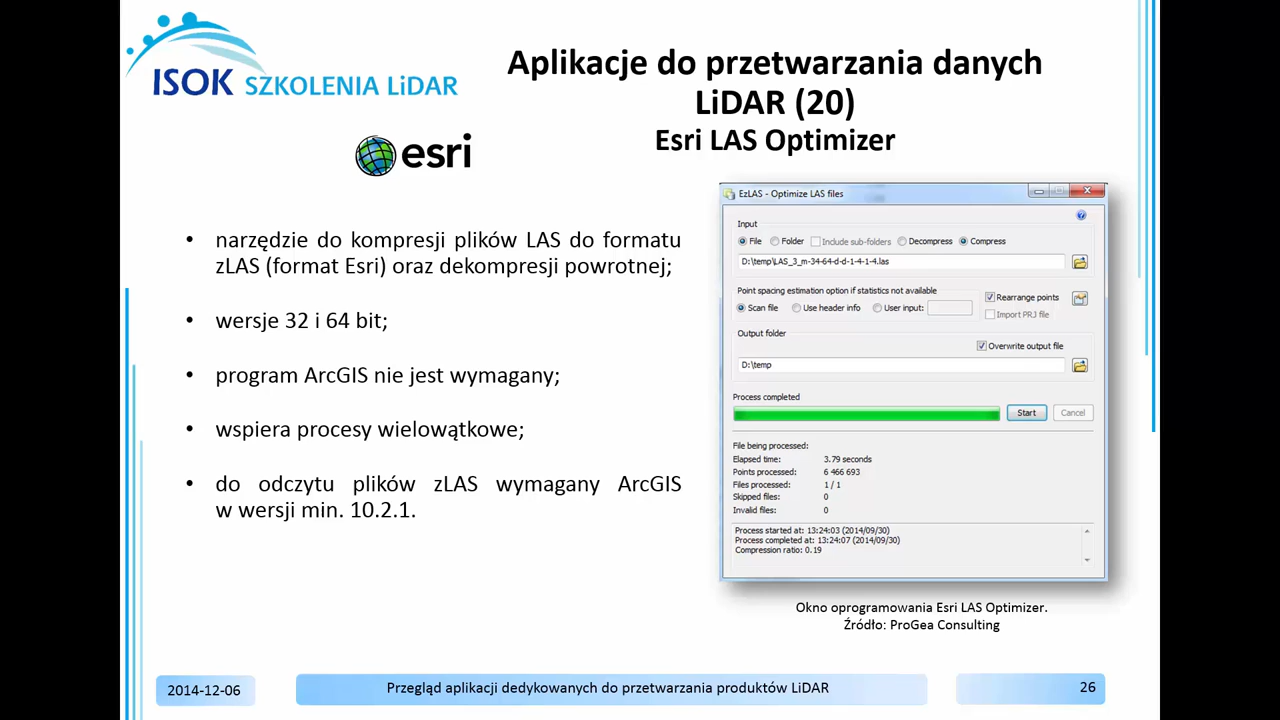 ISOK SZKOLENIA LiDAR
Aplikacje do przetwarzania danych
LiDAR (20)
Esri LAS Optimizer
esri
• narzędzie do kompresji plików LAS do formatu
zLAS (format Esri) oraz dekompresji powrotnej;
• wersje 32 i 64 bit;
• program ArcGIS nie jest wymagany;
• wspiera procesy wielowątkowe;
• do odczytu plików zLAS wymagany ArcGIS
w wersji min. 10.2.1.
EzLAS - Optimize LAS files
Input
File Folder Include sub-folders Decompress Compress
D:\temp\LAS_3_m-34-64-d-d-1-4-1-4.las
Point spacing estimation option if statistics not available
Rearrange points
Scan file Use header info User input:
Import PRJ file
Output folder
Overwrite output file
D:\temp
Process completed
Start Cancel
File being processed:
Elapsed time: 3.79 seconds
Points processed: 6 466 693
Files processed: 1 / 1
Skipped files: 0
Invalid files: 0
Process started at: 13:24:03 (2014/09/30)
Process completed at: 13:24:07 (2014/09/30)
Compression ratio: 0.19
Okno oprogramowania Esri LAS Optimizer.
Źródło: ProGea Consulting
2014-12-06
Przegląd aplikacji dedykowanych do przetwarzania produktów LiDAR
26